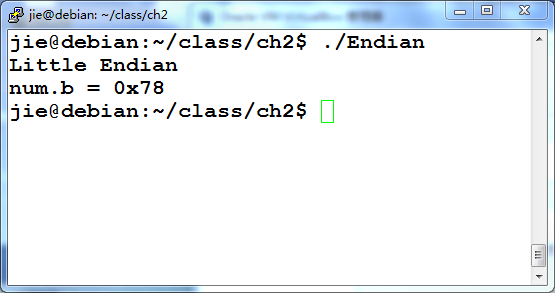 jie@debian: ~/class/ch2
jie@debian:~/class/ch2$ ./Endian
Little Endian
num.b = 0x78
jie@debian:~/class/ch2$